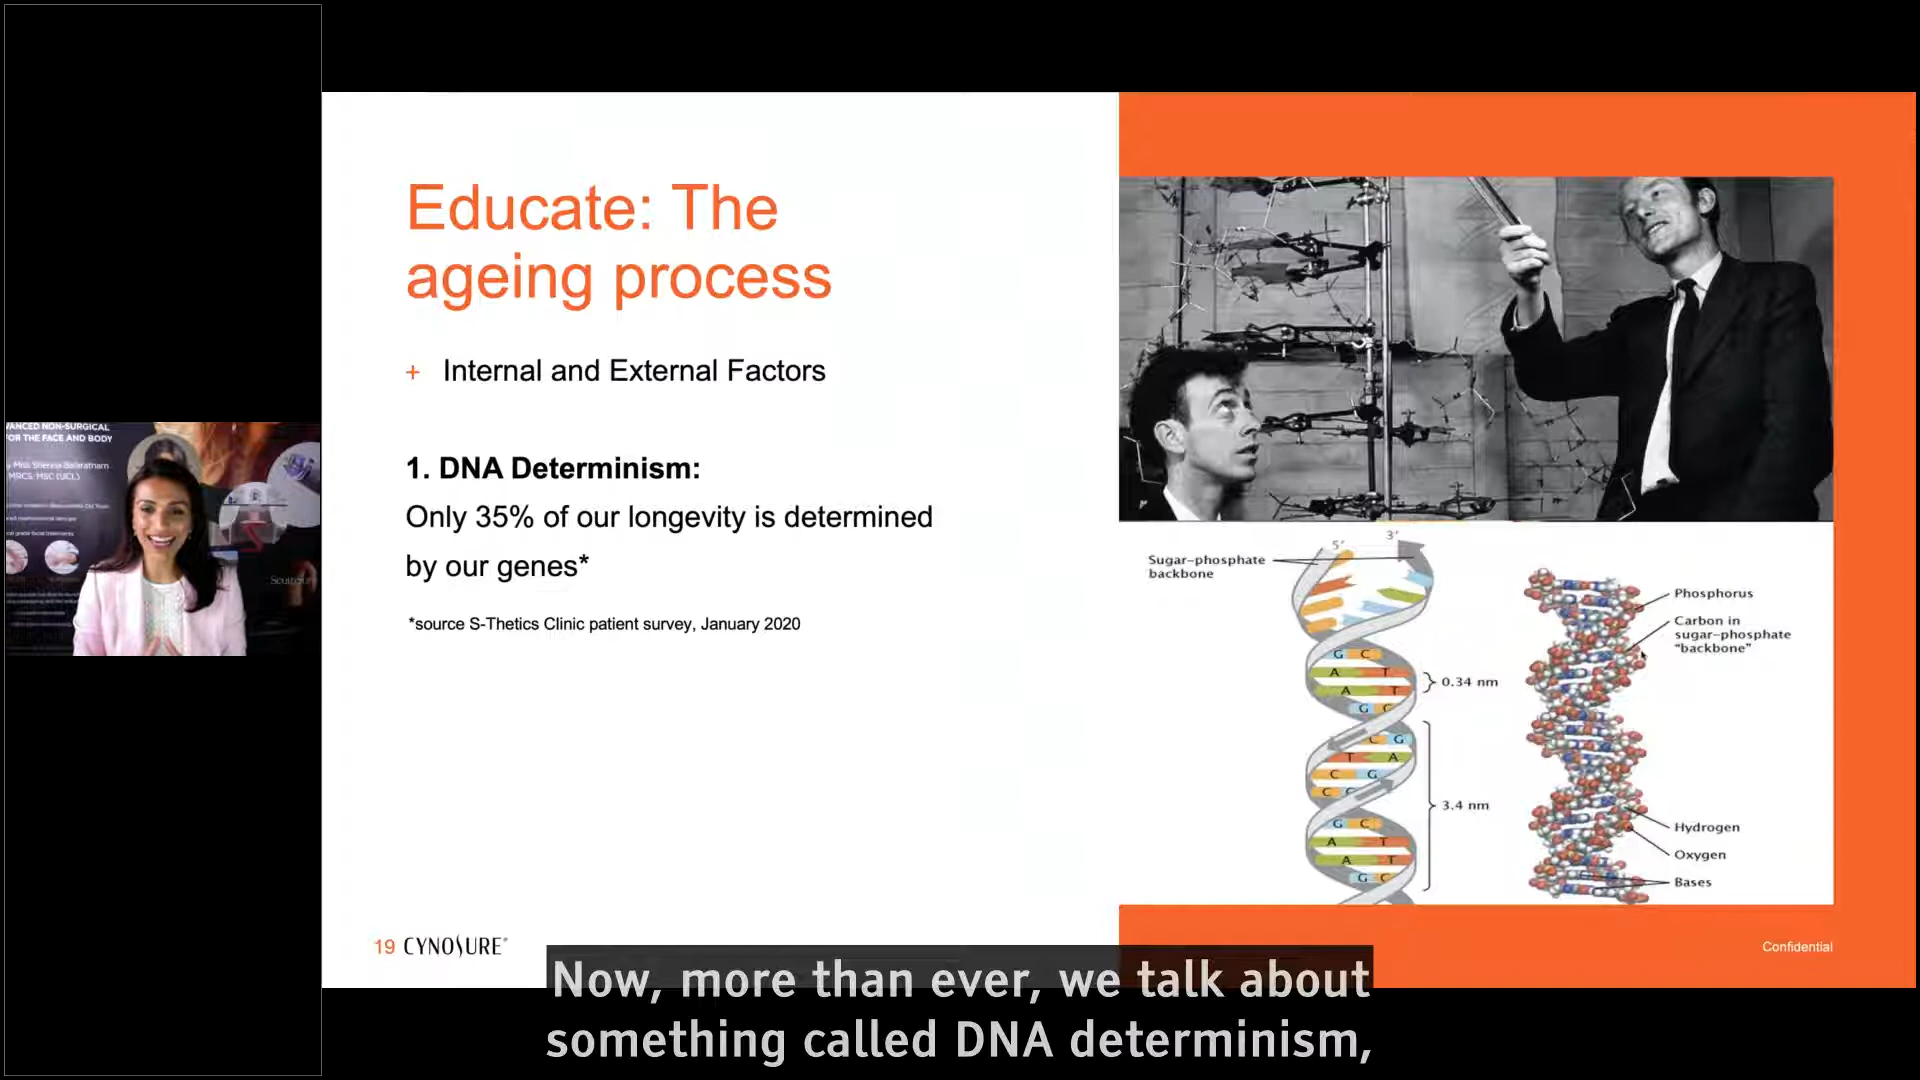 VANCED NON-SURGICAL
FOR THE FACE AND BODY
Miss Sherina Balaratnam
MRCS, MSC (UCL)
Educate: The
ageing process
+ Internal and External Factors
1. DNA Determinism:
Only 35% of our longevity is determined
by our genes*
*source S-Thetics Clinic patient survey, January 2020
5' 3'
Sugar-phosphate
backbone
G C
A T
A T
G C
C G
T A
C G
C C
G C
A T
A T
G C
0.34 nm
3.4 nm
Phosphorus
Carbon in
sugar-phosphate
"backbone"
Hydrogen
Oxygen
Bases
19 CYNOSURE
Confidential
Now, more than ever, we talk about
something called DNA determinism,